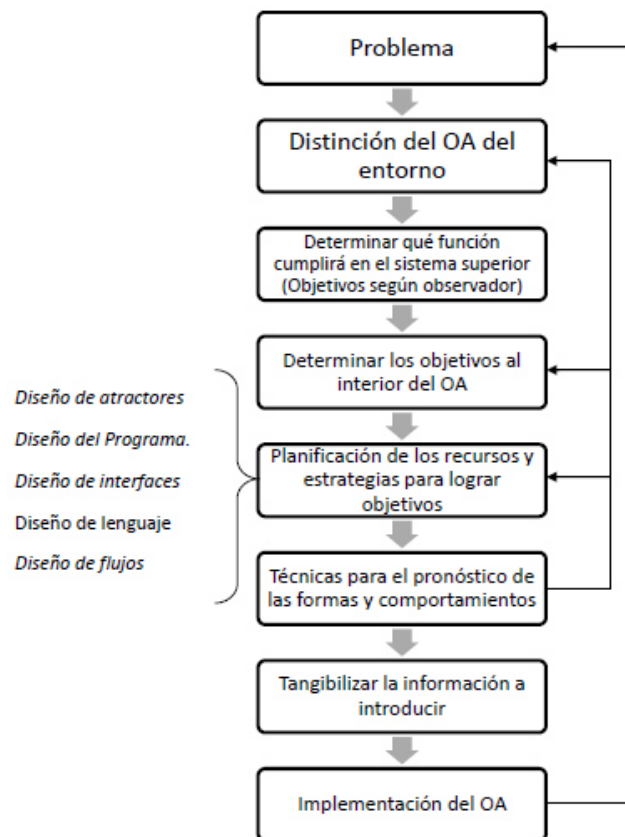 Problema
Distinción del OA del
entorno
Determinar qué función
cumplirá en el sistema superior
(Objetivos según observador)
Determinar los objetivos al
interior del OA
Diseño de atractores
Diseño del Programa.
Diseño de interfaces
Diseño de lenguaje
Diseño de flujos
Planificación de los recursos y
estrategias para lograr
objetivos
Técnicas para el pronóstico de
las formas y comportamientos
Tangibilizar la información a
introducir
Implementación del OA